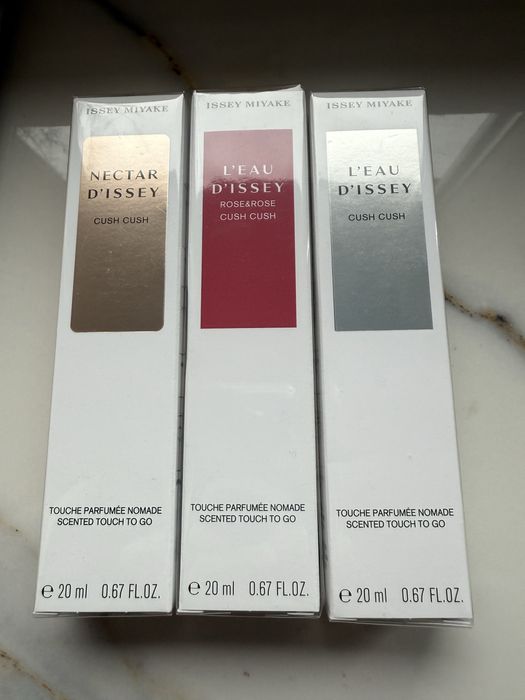 ISSEY MIYAKE
NECTAR
D'ISSEY
CUSH CUSH
TOUCHE PARFUMÉE NOMADE
SCENTED TOUCH TO GO
e 20 ml 0.67 FL.OZ.
ISSEY MIYAKE
L'EAU
D'ISSEY
ROSE&ROSE
CUSH CUSH
TOUCHE PARFUMÉE NOMADE
SCENTED TOUCH TO GO
e 20 ml 0.67 FL.OZ.
ISSEY MIYAKE
L'EAU
D'ISSEY
CUSH CUSH
TOUCHE PARFUMÉE NOMADE
SCENTED TOUCH TO GO
e 20 ml 0.67 FL.OZ.